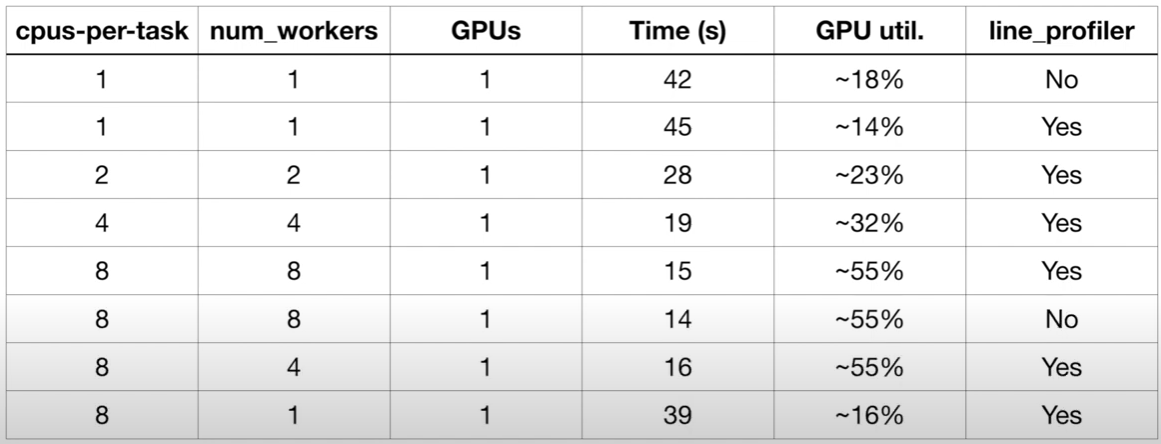 cpus-per-task num_workers GPUs Time (s) GPU util. line_profiler
1 1 1 42 ~18% No
1 1 1 45 ~14% Yes
2 2 1 28 ~23% Yes
4 4 1 19 ~32% Yes
8 8 1 15 ~55% Yes
8 8 1 14 ~55% No
8 4 1 16 ~55% Yes
8 1 1 39 ~16% Yes